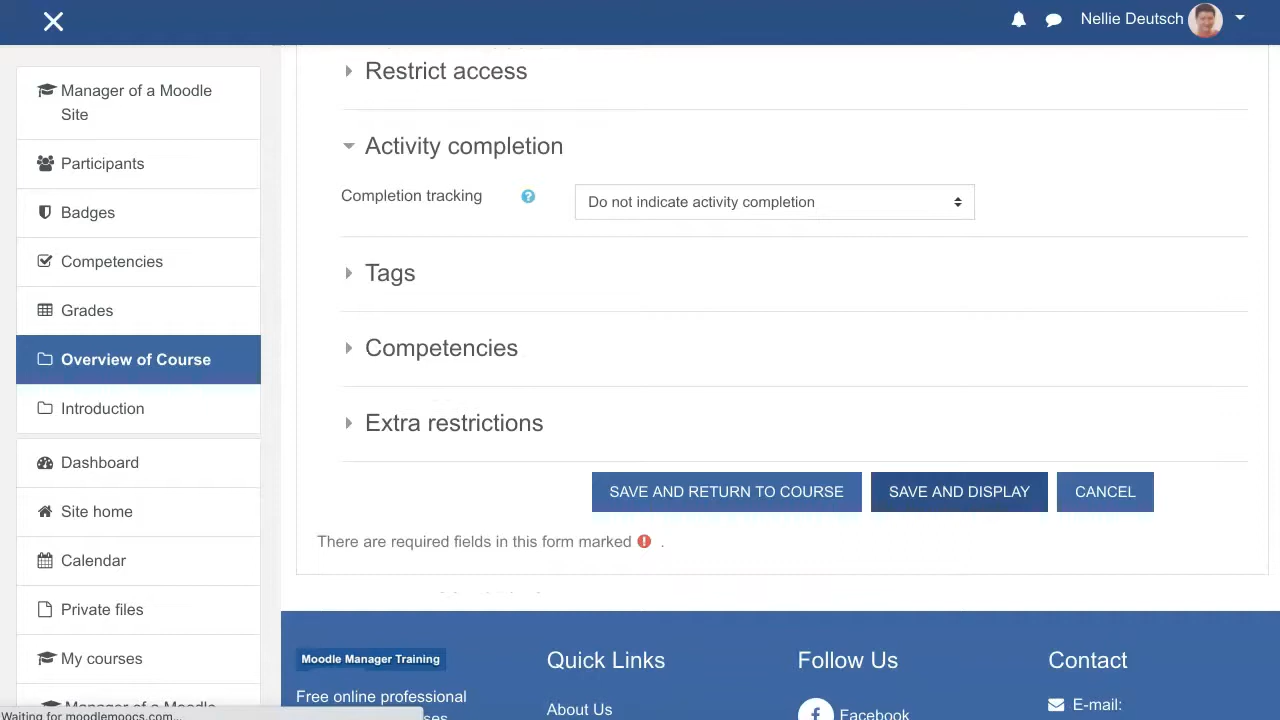 Nellie Deutsch
Manager of a Moodle
Site
Participants
Badges
Competencies
Grades
Overview of Course
Introduction
Dashboard
Site home
Calendar
Private files
My courses
Manager of a Moodle
Waiting for moodlemoocs.com...
Restrict access
Activity completion
Completion tracking
Do not indicate activity completion
Tags
Competencies
Extra restrictions
SAVE AND RETURN TO COURSE
SAVE AND DISPLAY
CANCEL
There are required fields in this form marked .
Moodle Manager Training
Free online professional
Quick Links
About Us
Follow Us
Facebook
Contact
E-mail: